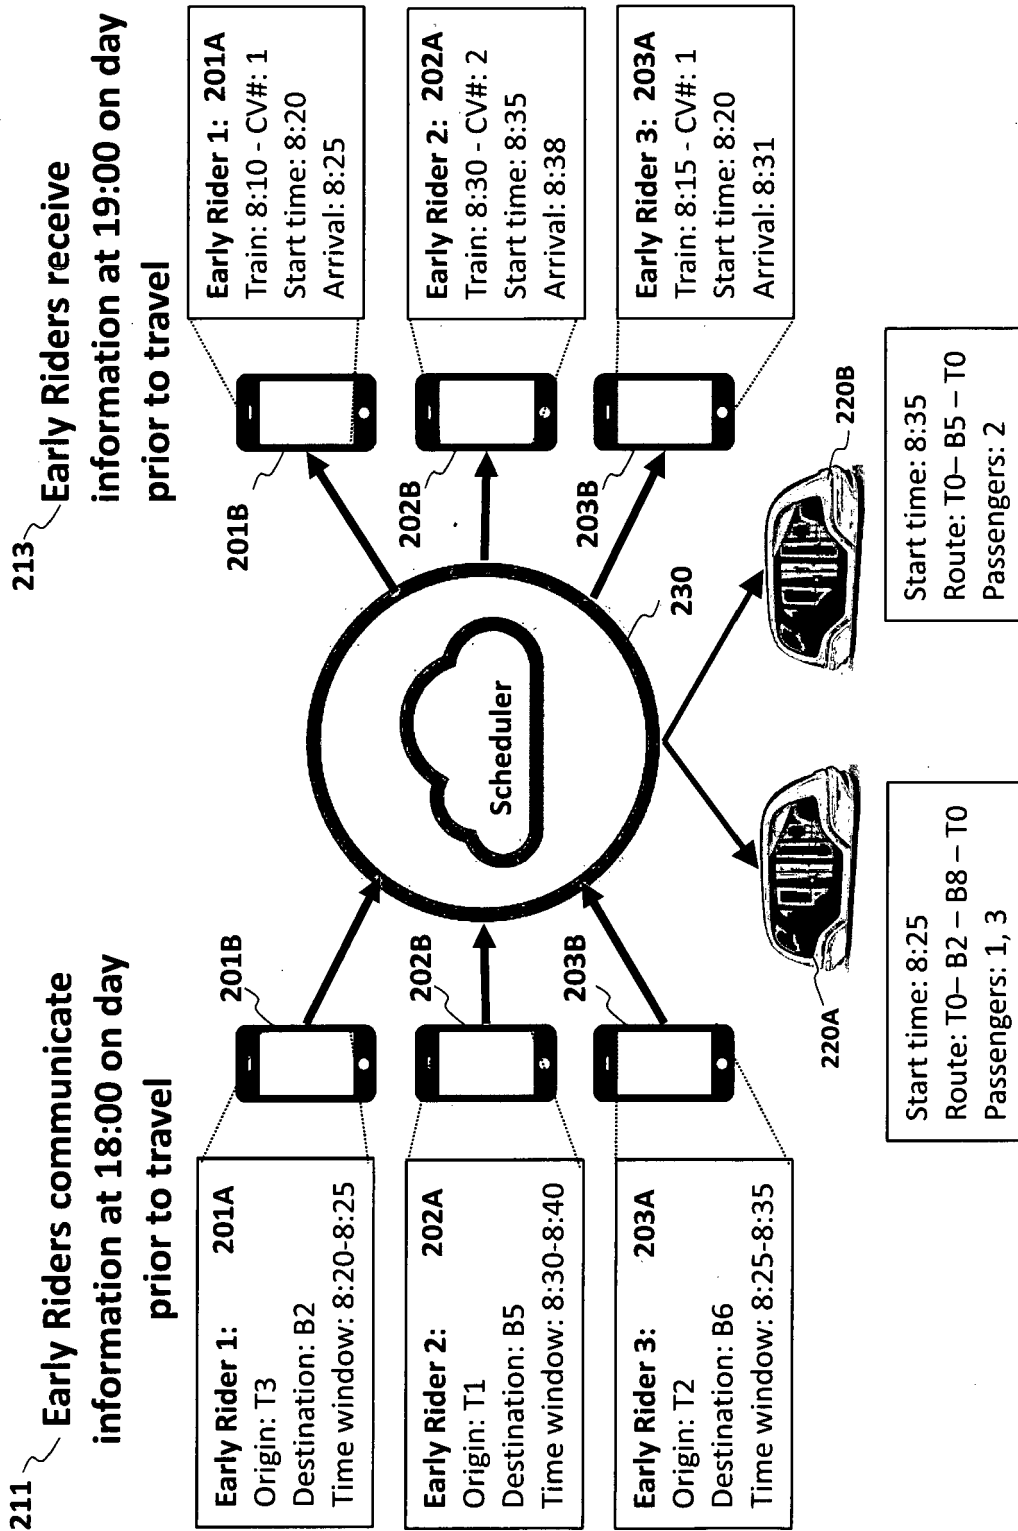 211
Early Riders communicate
information at 18:00 on day
prior to travel
213
Early Riders receive
information at 19:00 on day
prior to travel
Early Rider 1: 201A
Origin: T3
Destination: B2
Time window: 8:20-8:25
Early Rider 2: 202A
Origin: T1
Destination: B5
Time window: 8:30-8:40
Early Rider 3: 203A
Origin: T2
Destination: B6
Time window: 8:25-8:35
201B
202B
203B
Scheduler
230
201B
202B
203B
Early Rider 1: 201A
Train: 8:10 - CV#: 1
Start time: 8:20
Arrival: 8:25
Early Rider 2: 202A
Train: 8:30 - CV#: 2
Start time: 8:35
Arrival: 8:38
Early Rider 3: 203A
Train: 8:15 - CV#: 1
Start time: 8:20
Arrival: 8:31
220A
220B
Start time: 8:25
Route: T0– B2 – B8 – T0
Passengers: 1, 3
Start time: 8:35
Route: T0– B5 – T0
Passengers: 2